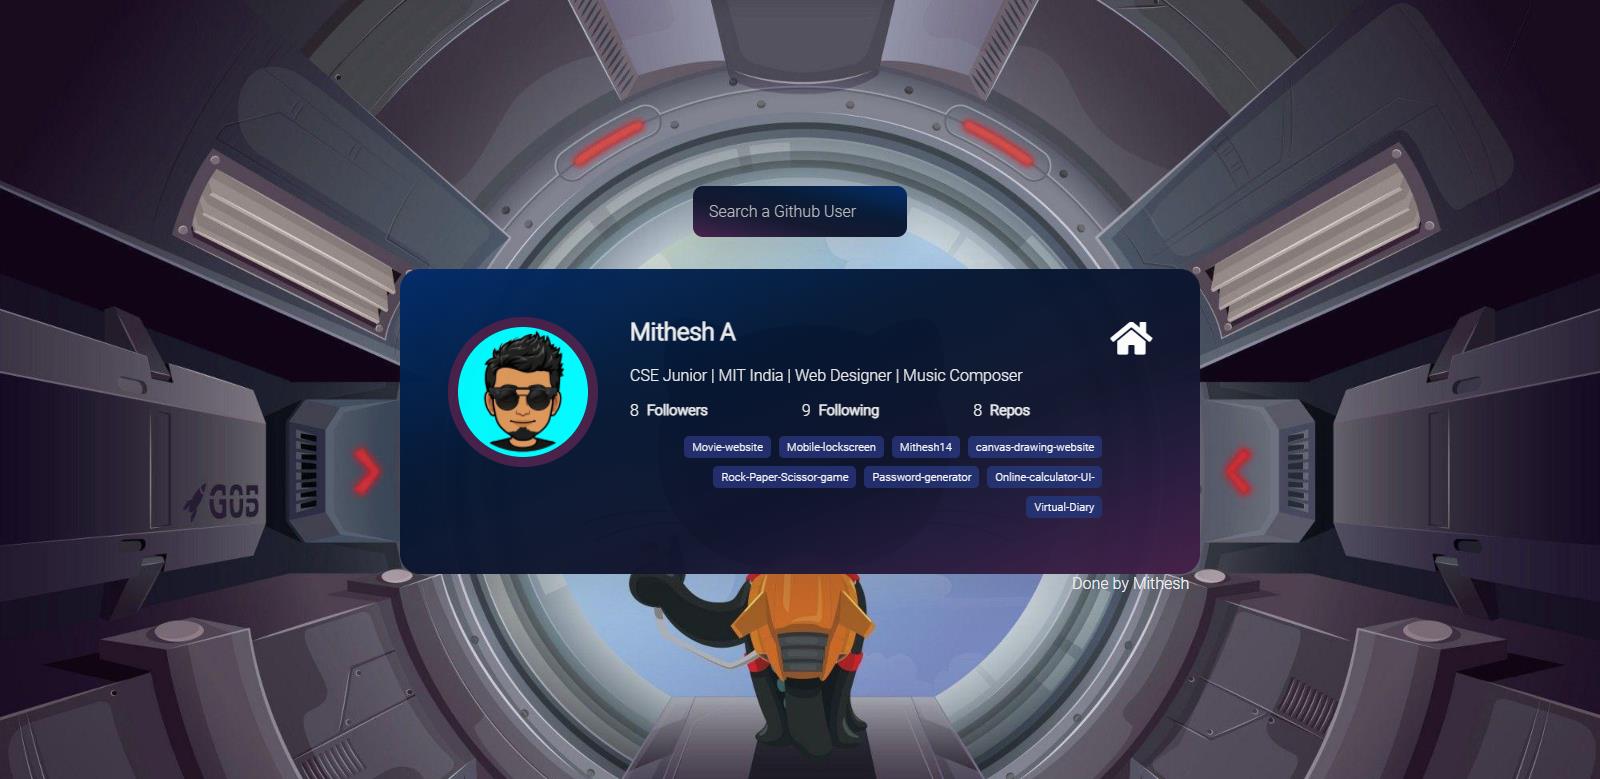 Search a Github User
Mithesh A
CSE Junior | MIT India | Web Designer | Music Composer
8 Followers 9 Following 8 Repos
Movie-website Mobile-lockscreen Mithesh14 canvas-drawing-website
Rock-Paper-Scissor-game Password-generator Online-calculator-UI-
Virtual-Diary
G05
Done by Mithesh